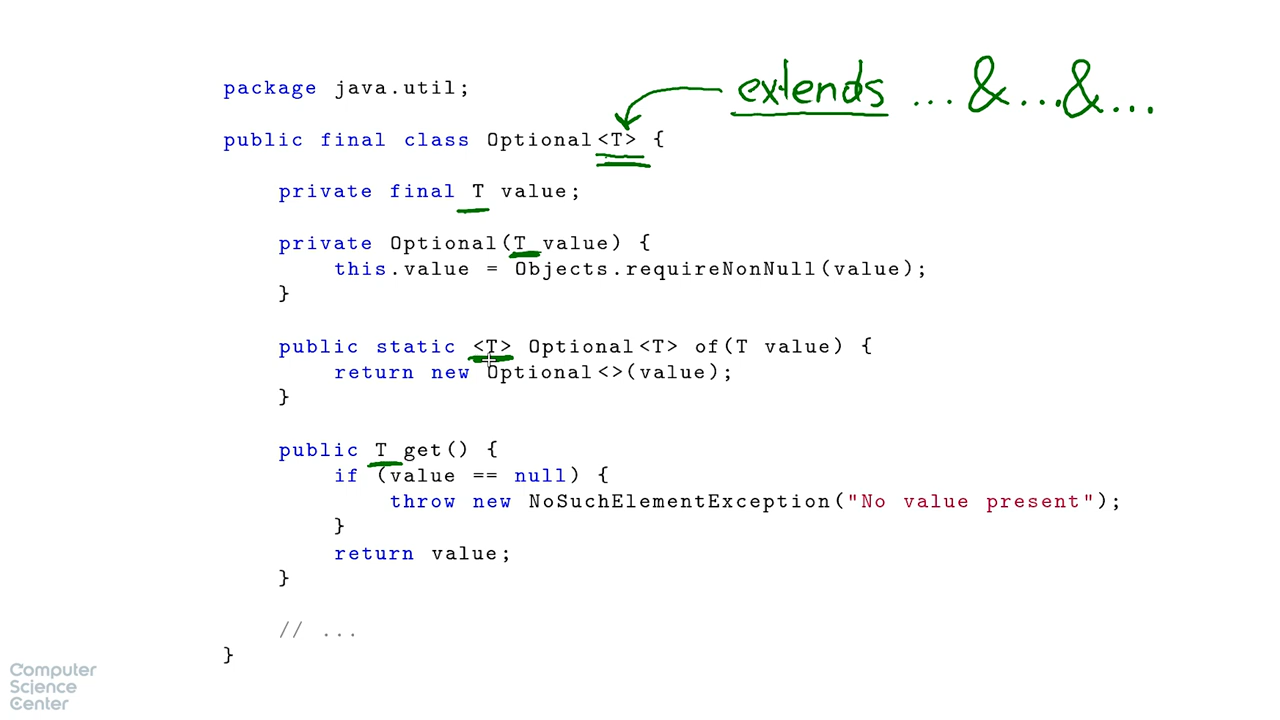 package java.util;
extends ... & ... & ...
public final class Optional<T> {
private final T value;
private Optional(T value) {
this.value = Objects.requireNonNull(value);
}
public static <T> Optional<T> of(T value) {
return new Optional<>(value);
}
public T get() {
if (value == null) {
throw new NoSuchElementException("No value present");
}
return value;
}
// ...
}
Computer
Science
Center